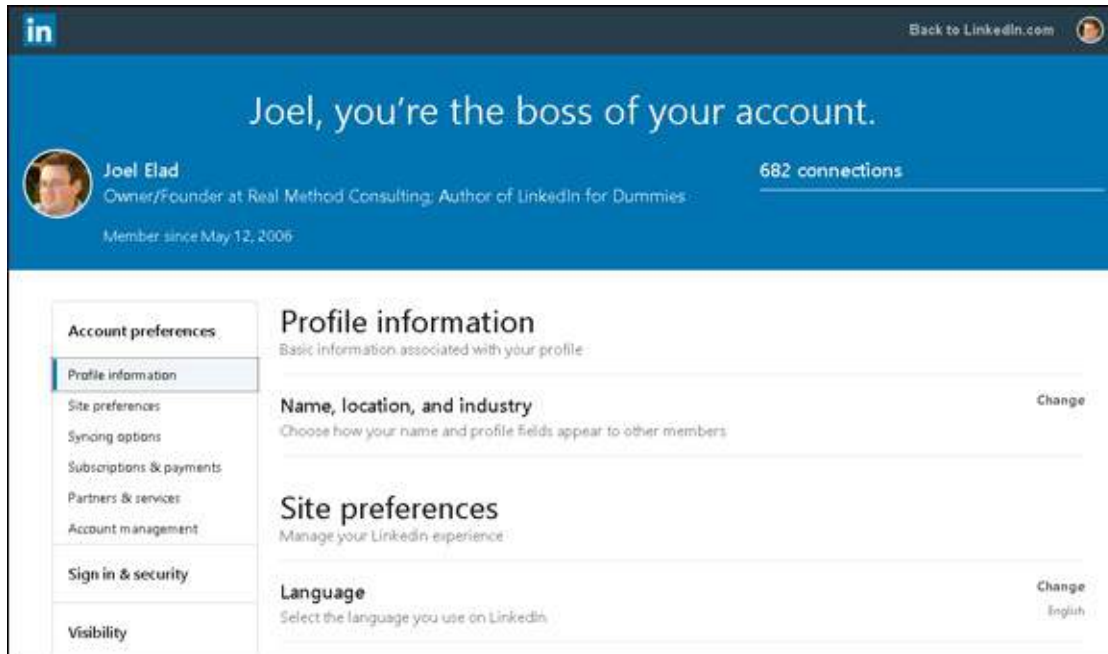 in
Back to LinkedIn.com
Joel, you're the boss of your account.
Joel Elad
Owner/Founder at Real Method Consulting; Author of LinkedIn for Dummies
Member since May 12, 2006
682 connections
Account preferences
Profile information
Site preferences
Syncing options
Subscriptions & payments
Partners & services
Account management
Sign in & security
Visibility
Profile information
Basic information associated with your profile
Name, location, and industry
Change
Choose how your name and profile fields appear to other members
Site preferences
Manage your LinkedIn experience
Language
Change
Select the language you use on LinkedIn
English